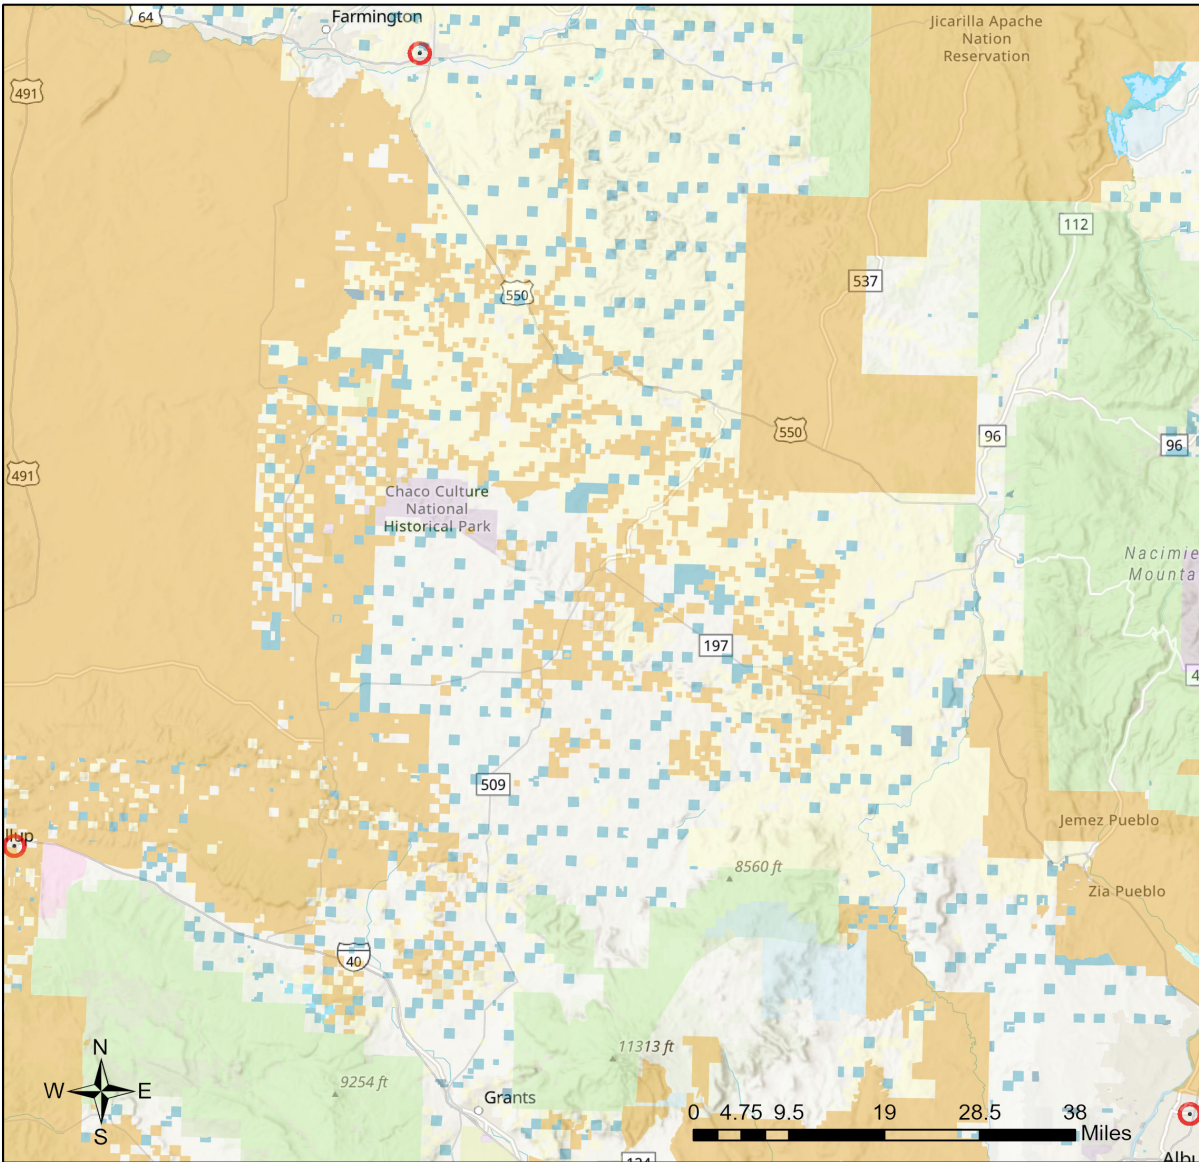 64
Farmington
Jicarilla Apache
Nation
Reservation
491
112
537
550
550
96
96
491
Chaco Culture
National
Historical Park
Nacimie
Mounta
197
4
509
llup
Jemez Pueblo
8560 ft
Zia Pueblo
40
N
W E
S
11313 ft
9254 ft
Grants
0 4.75 9.5 19 28.5 38
Miles
124
Albu